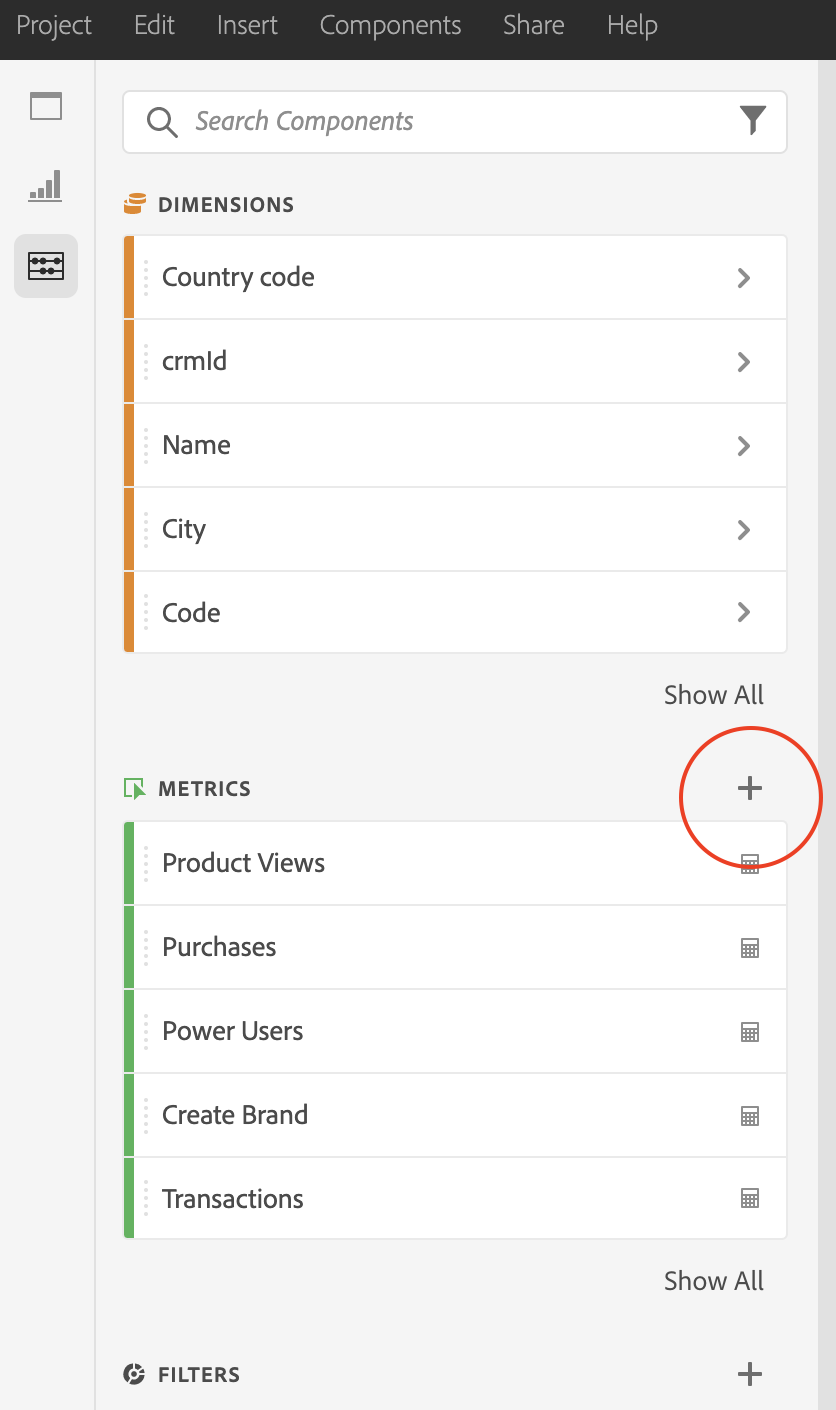 Project Edit Insert Components Share Help
Search Components
DIMENSIONS
Country code
crmId
Name
City
Code
Show All
METRICS
Product Views
Purchases
Power Users
Create Brand
Transactions
Show All
FILTERS